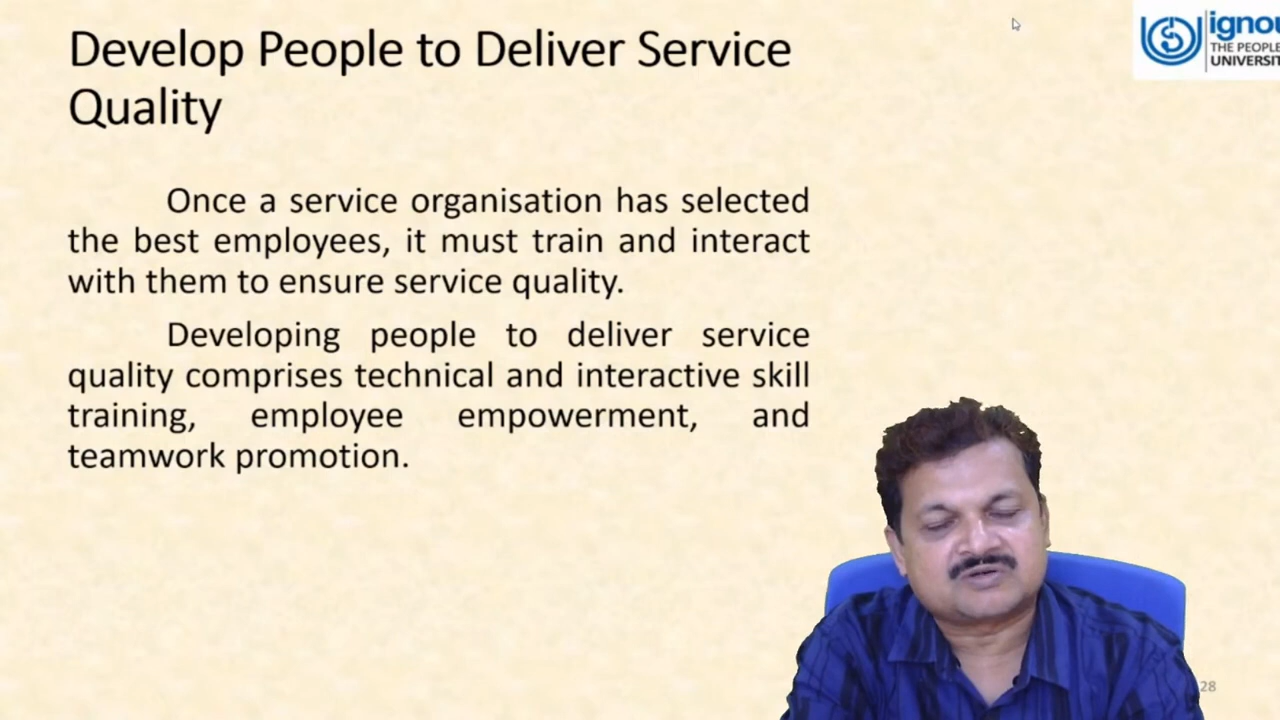 Develop People to Deliver Service
Quality
ignou
THE PEOPLE
UNIVERSIT
Once a service organisation has selected
the best employees, it must train and interact
with them to ensure service quality.
Developing people to deliver service
quality comprises technical and interactive skill
training, employee empowerment, and
teamwork promotion.
28